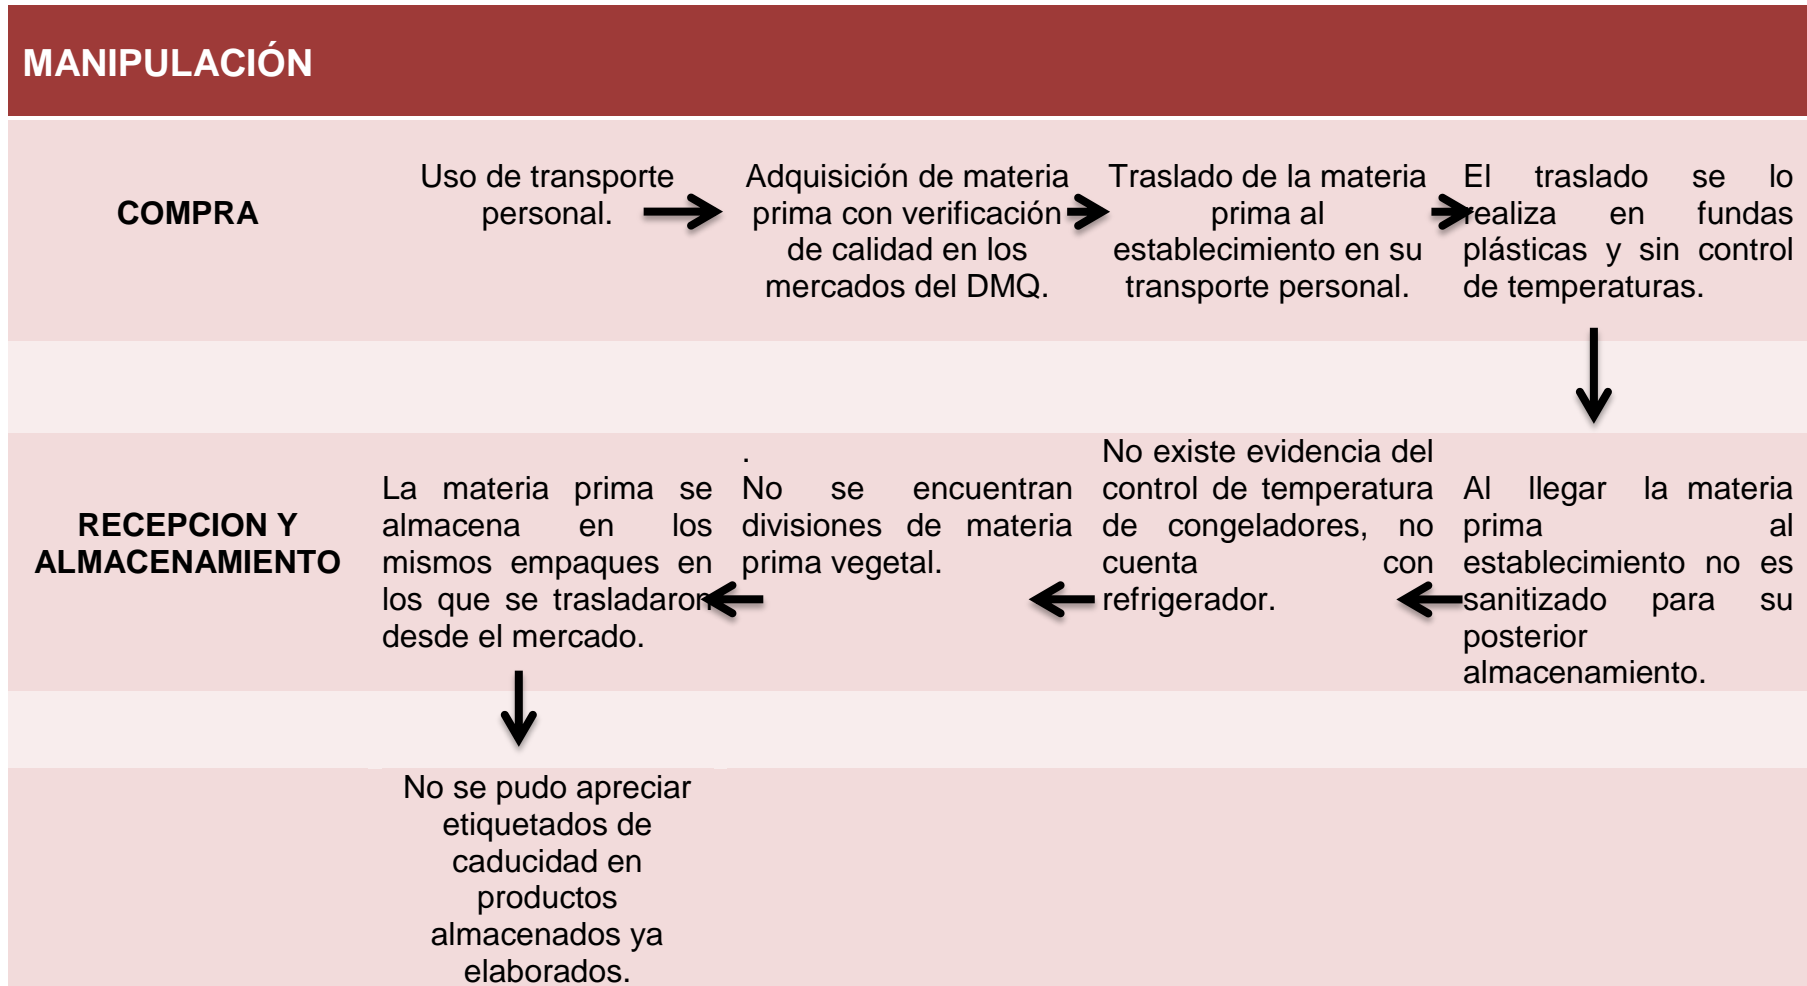 MANIPULACIÓN
COMPRA
Uso de transporte
personal.
Adquisición de materia
prima con verificación
de calidad en los
mercados del DMQ.
Traslado de la materia
prima al
establecimiento en su
transporte personal.
El traslado se lo
realiza en fundas
plásticas y sin control
de temperaturas.
RECEPCION Y
ALMACENAMIENTO
La materia prima se
almacena en los
mismos empaques en
los que se trasladaron
desde el mercado.
.
No se encuentran
divisiones de materia
prima vegetal.
No existe evidencia del
control de temperatura
de congeladores, no
cuenta con
refrigerador.
Al llegar la materia
prima al
establecimiento no es
sanitizado para su
posterior
almacenamiento.
No se pudo apreciar
etiquetados de
caducidad en
productos
almacenados ya
elaborados.